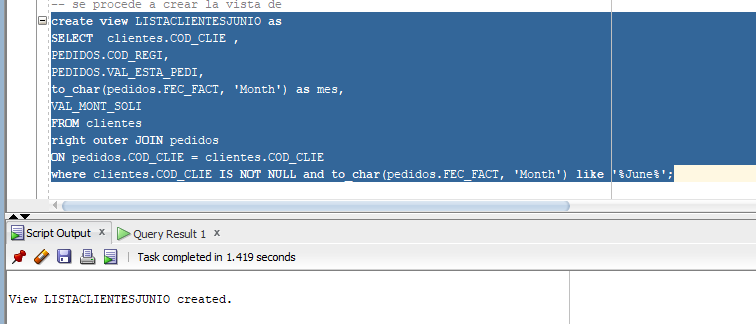 -- se procede a crear la vista de
create view LISTACLIENTESJUNIO as
SELECT  clientes.COD_CLIE ,
PEDIDOS.COD_REGI,
PEDIDOS.VAL_ESTA_PEDI,
to_char(pedidos.FEC_FACT, 'Month') as mes,
VAL_MONT_SOLI
FROM clientes
right outer JOIN pedidos
ON pedidos.COD_CLIE = clientes.COD_CLIE
where clientes.COD_CLIE IS NOT NULL and to_char(pedidos.FEC_FACT, 'Month') like '%June%';
Script Output x Query Result 1 x
Task completed in 1.419 seconds
View LISTACLIENTESJUNIO created.